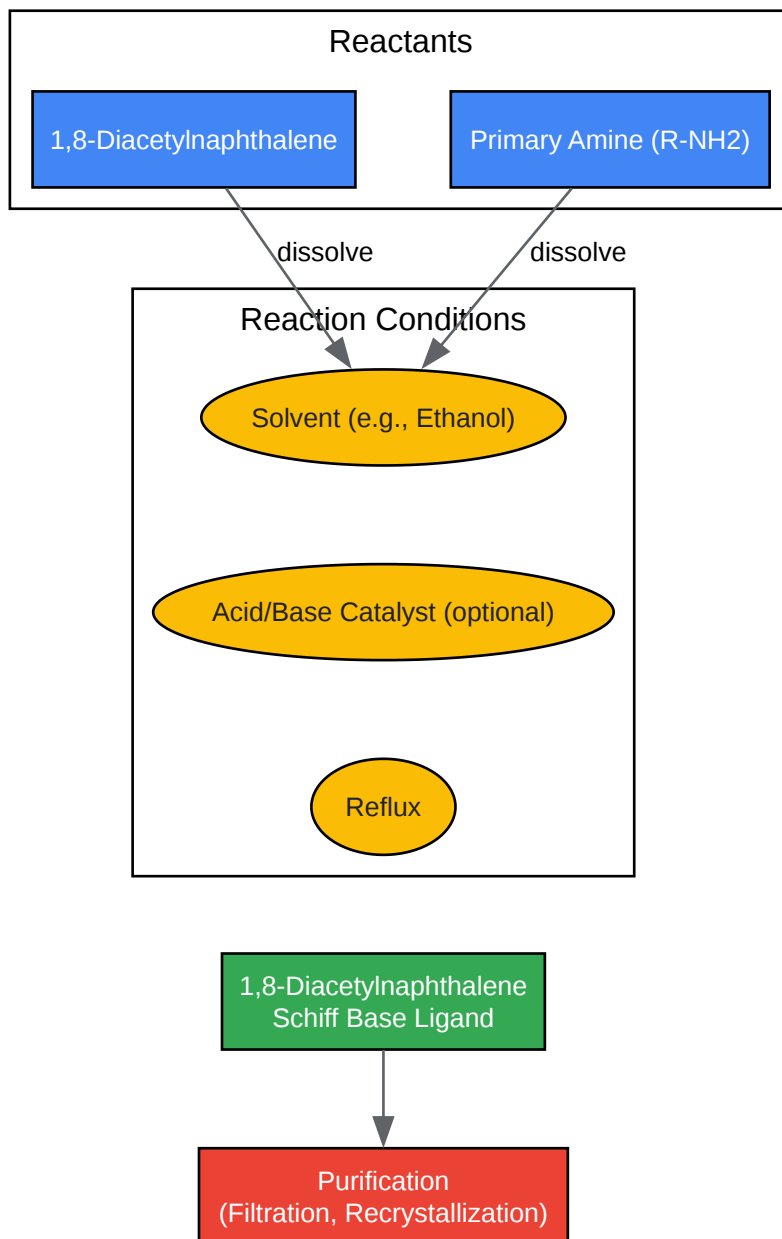 Reactants
1,8-Diacetylnaphthalene
Primary Amine (R-NH2)
dissolve
dissolve
Reaction Conditions
Solvent (e.g., Ethanol)
Acid/Base Catalyst (optional)
Reflux
1,8-Diacetylnaphthalene
Schiff Base Ligand
Purification
(Filtration, Recrystallization)